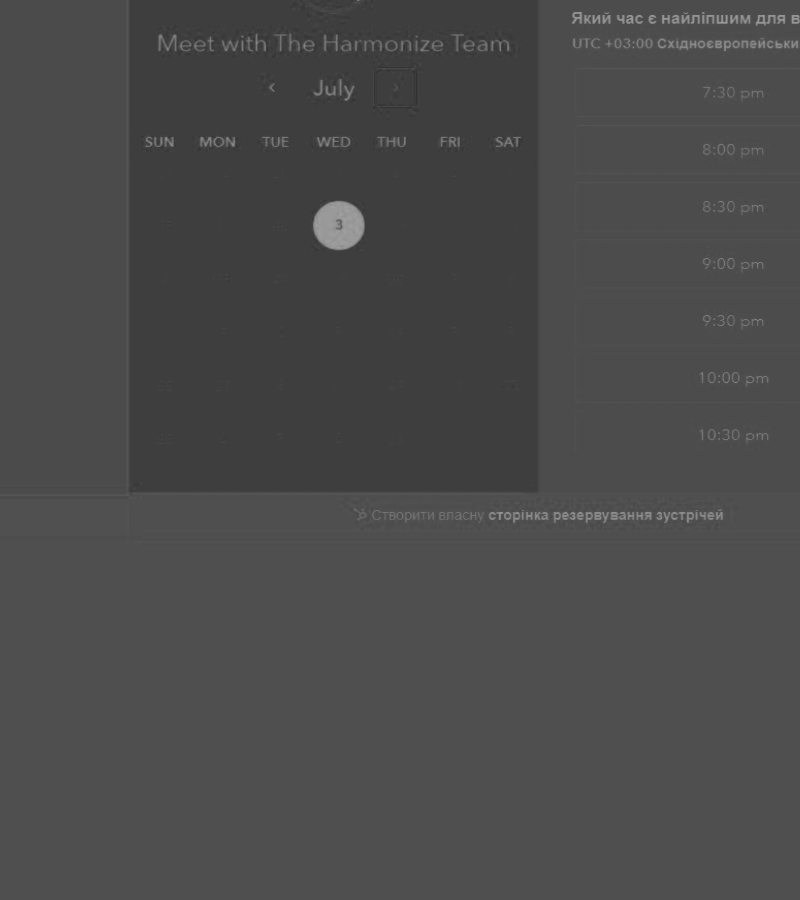 Meet with The Harmonize Team
July
SUN MON TUE WED THU FRI SAT
3
Який час є найліпшим для в
UTC +03:00 Східноєвропейськи
7:30 pm
8:00 pm
8:30 pm
9:00 pm
9:30 pm
10:00 pm
10:30 pm
Створити власну сторінка резервування зустрічей